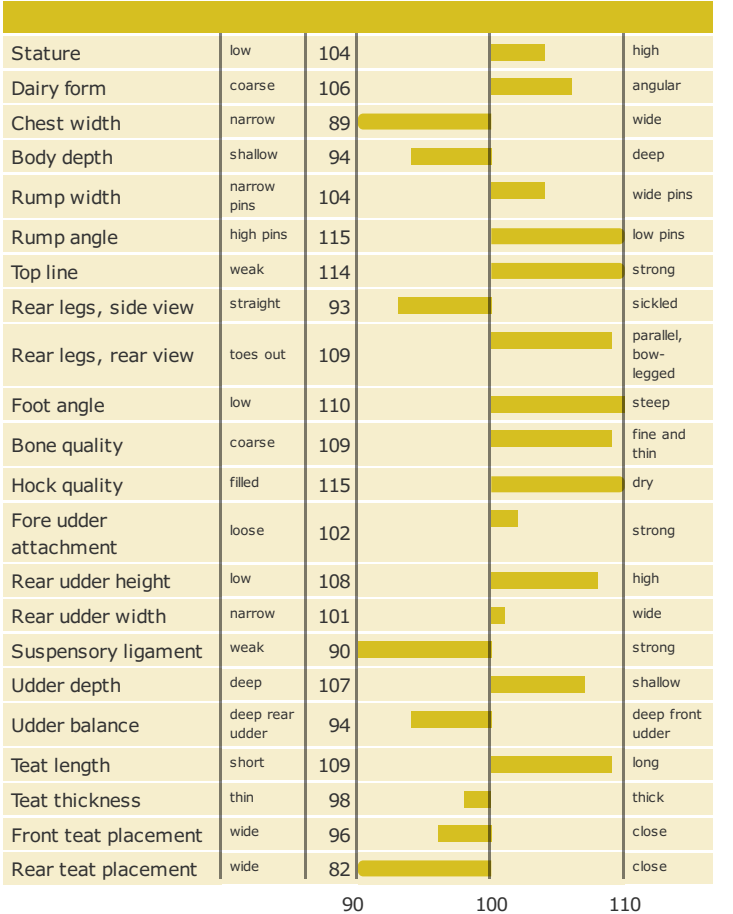 Stature low 104 high
Dairy form coarse 106 angular
Chest width narrow 89 wide
Body depth shallow 94 deep
Rump width narrow pins 104 wide pins
Rump angle high pins 115 low pins
Top line weak 114 strong
Rear legs, side view straight 93 sickled
Rear legs, rear view toes out 109 parallel, bow-legged
Foot angle low 110 steep
Bone quality coarse 109 fine and thin
Hock quality filled 115 dry
Fore udder attachment loose 102 strong
Rear udder height low 108 high
Rear udder width narrow 101 wide
Suspensory ligament weak 90 strong
Udder depth deep 107 shallow
Udder balance deep rear udder 94 deep front udder
Teat length short 109 long
Teat thickness thin 98 thick
Front teat placement wide 96 close
Rear teat placement wide 82 close
90 100 110